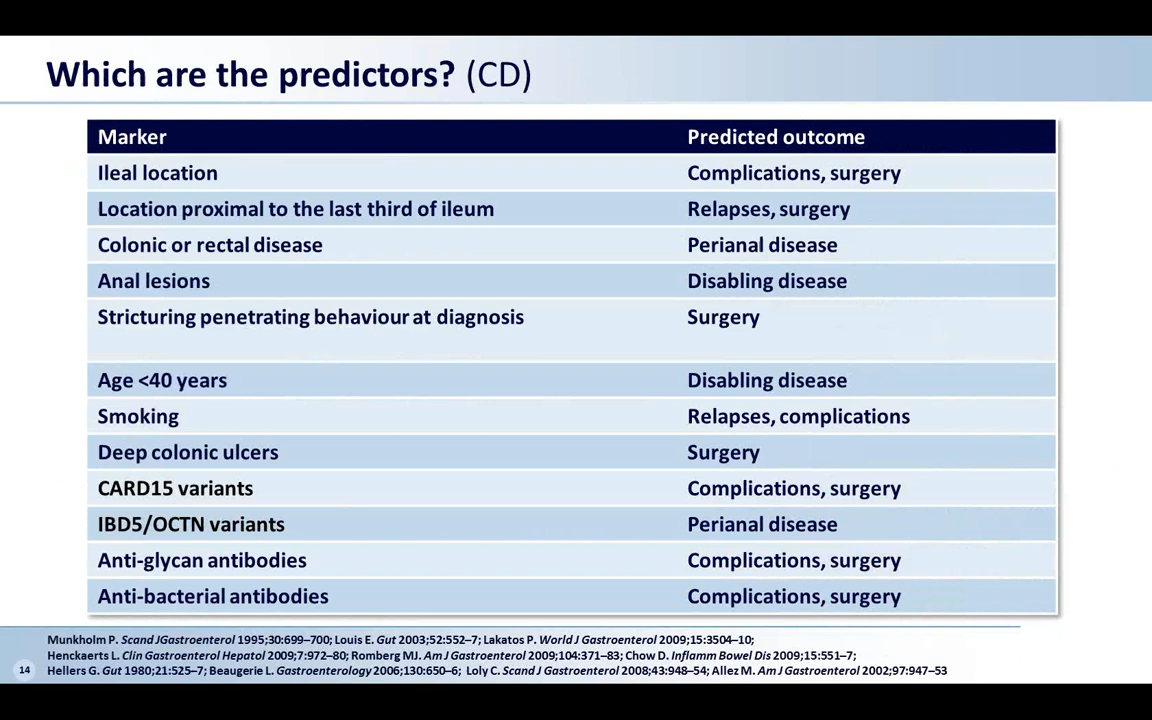 Which are the predictors? (CD)
Marker Predicted outcome
Ileal location Complications, surgery
Location proximal to the last third of ileum Relapses, surgery
Colonic or rectal disease Perianal disease
Anal lesions Disabling disease
Stricturing penetrating behaviour at diagnosis Surgery
Age <40 years Disabling disease
Smoking Relapses, complications
Deep colonic ulcers Surgery
CARD15 variants Complications, surgery
IBD5/OCTN variants Perianal disease
Anti-glycan antibodies Complications, surgery
Anti-bacterial antibodies Complications, surgery
Munkholm P. Scand JGastroenterol 1995;30:699–700; Louis E. Gut 2003;52:552–7; Lakatos P. World J Gastroenterol 2009;15:3504–10;
Henckaerts L. Clin Gastroenterol Hepatol 2009;7:972–80; Romberg MJ. Am J Gastroenterol 2009;104:371–83; Chow D. Inflamm Bowel Dis 2009;15:551–7;
14 Hellers G. Gut 1980;21:525–7; Beaugerie L. Gastroenterology 2006;130:650–6; Loly C. Scand J Gastroenterol 2008;43:948–54; Allez M. Am J Gastroenterol 2002;97:947–53